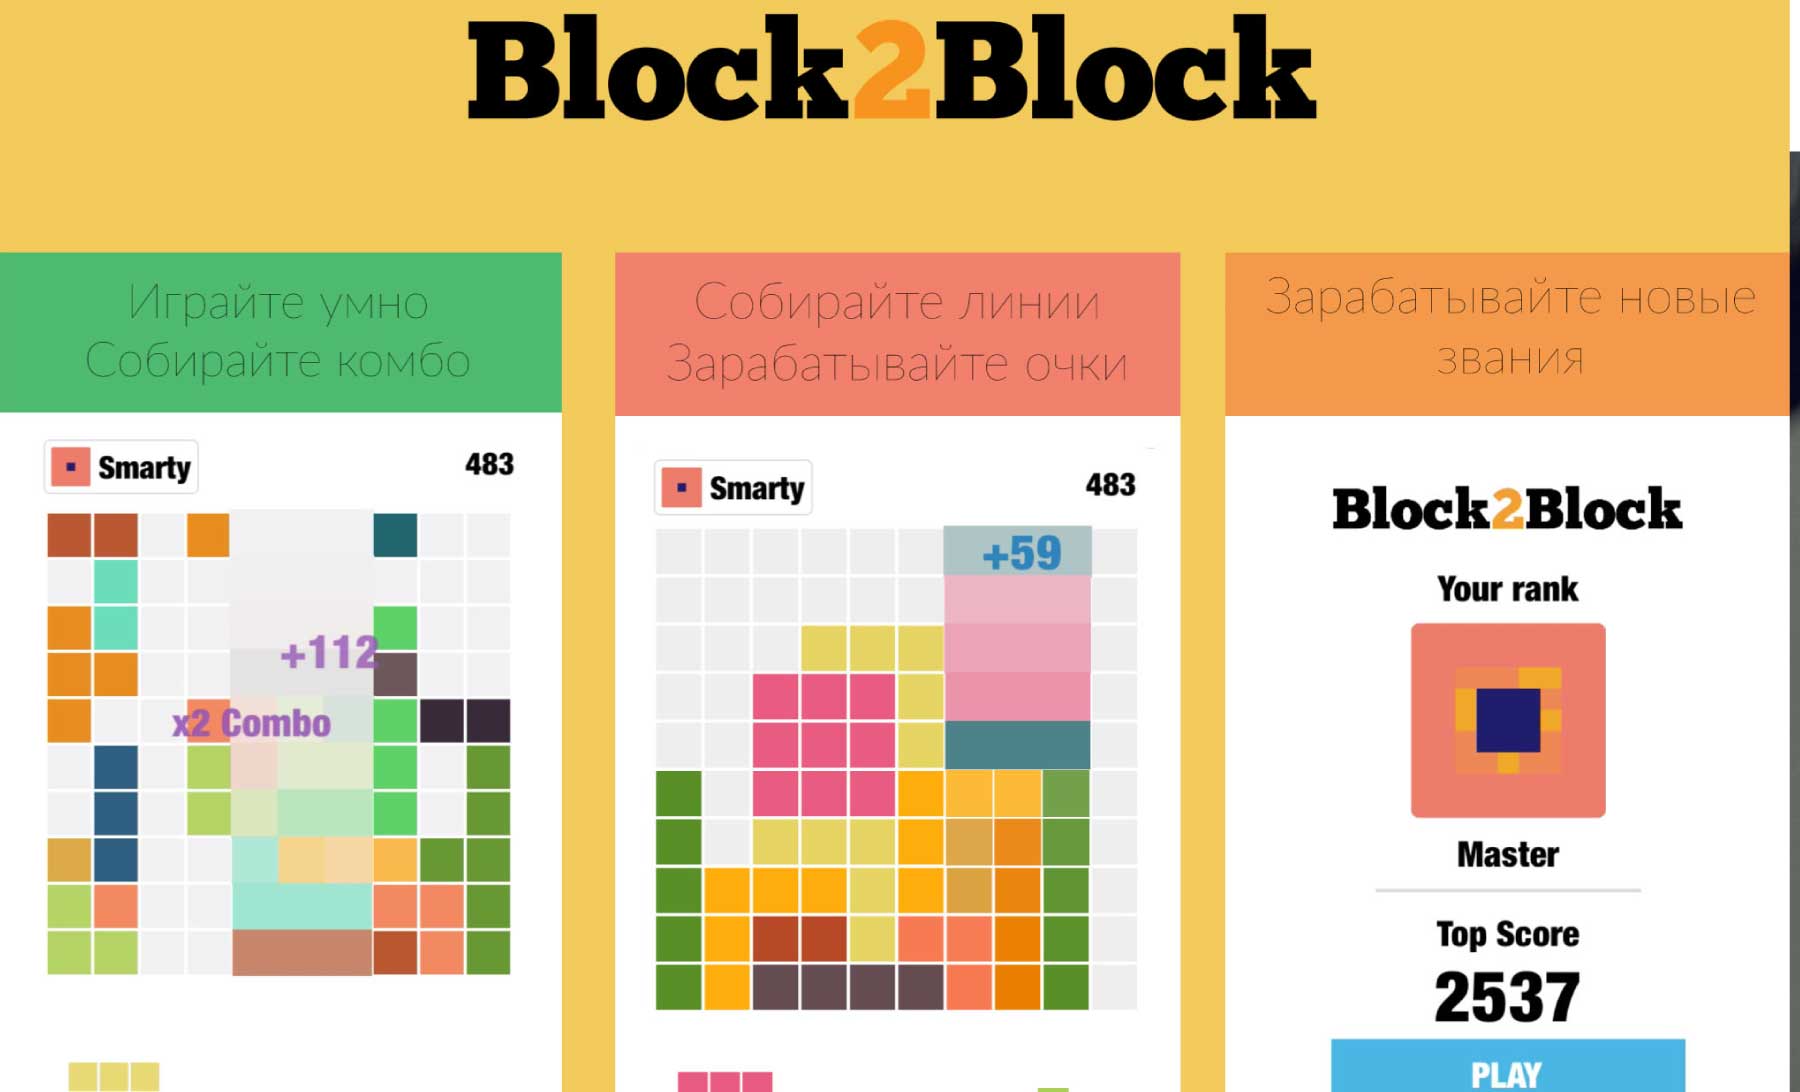 Block2Block
Играйте умно
Собирайте комбо
Smarty
483
+112
x2 Combo
Собирайте линии
Зарабатывайте очки
Smarty
483
+59
Зарабатывайте новые
звания
Block2Block
Your rank
Master
Top Score
2537
PLAY